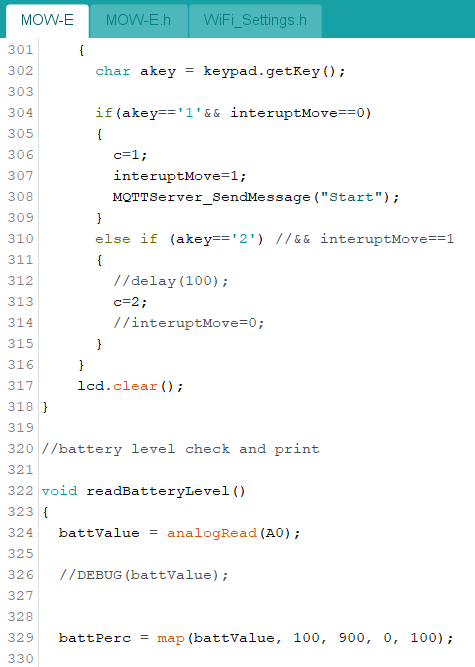 MOW-E MOW-E.h WiFi_Settings.h
301 {
302 char akey = keypad.getKey();
303
304 if(akey=='1'&& interuptMove==0)
305 {
306 c=1;
307 interuptMove=1;
308 MQTTServer_SendMessage("Start");
309 }
310 else if (akey=='2') //&& interuptMove==1
311 {
312 //delay(100);
313 c=2;
314 //interuptMove=0;
315 }
316 }
317 lcd.clear();
318 }
319
320 //battery level check and print
321
322 void readBatteryLevel()
323 {
324 battValue = analogRead(A0);
325
326 //DEBUG(battValue);
327
328
329 battPerc = map(battValue, 100, 900, 0, 100);
330